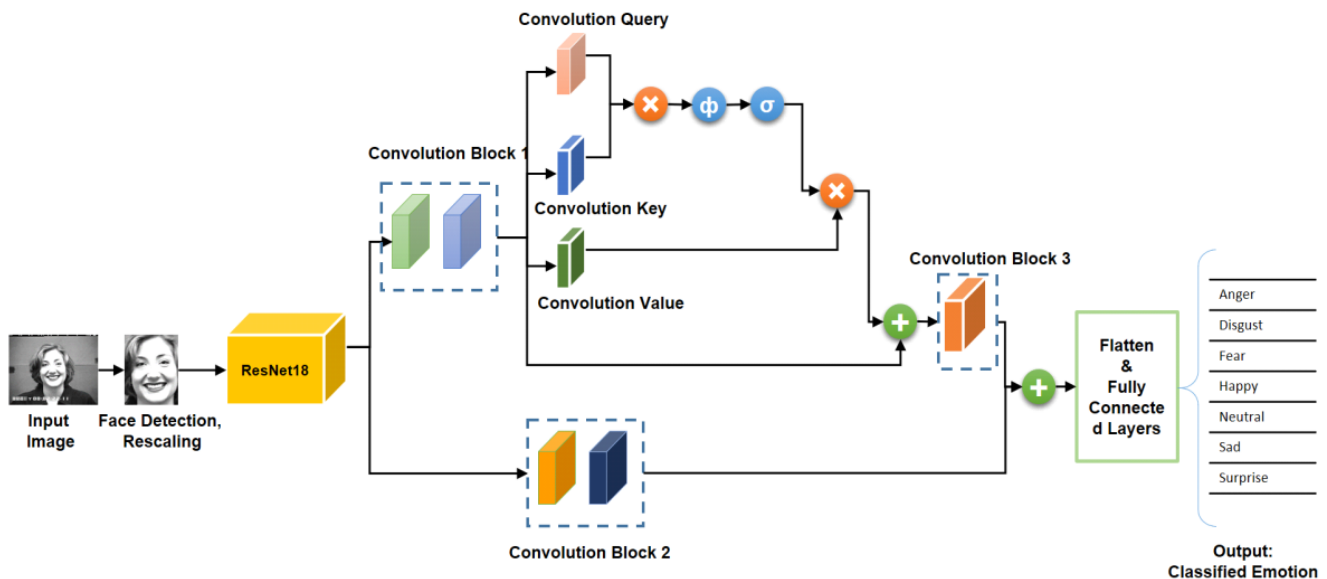 Convolution Query
ф
σ
Convolution Block 1
Convolution Key
Convolution Value
Convolution Block 3
ResNet18
Input
Image
Face Detection,
Rescaling
Flatten
&
Fully
Connecte
d Layers
Anger
Disgust
Fear
Happy
Neutral
Sad
Surprise
Convolution Block 2
Output:
Classified Emotion